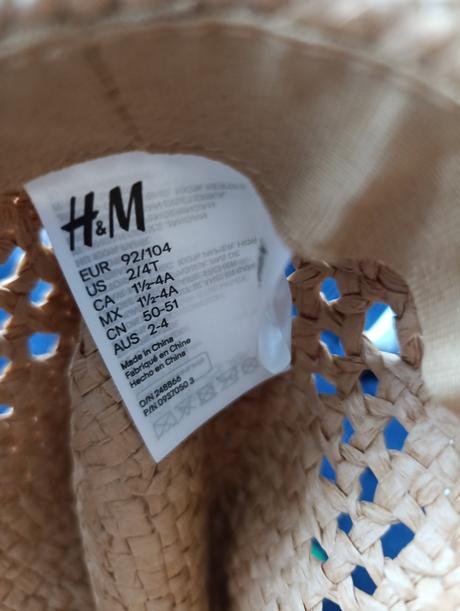 H&M
EUR 92/104
US 2/4T
CA 1½-4A
MX 1½-4A
CN 50-51
AUS 2-4
Made in China
Fabriqué en Chine
Hecho en China
O/N 248866
P/N 0937050 3